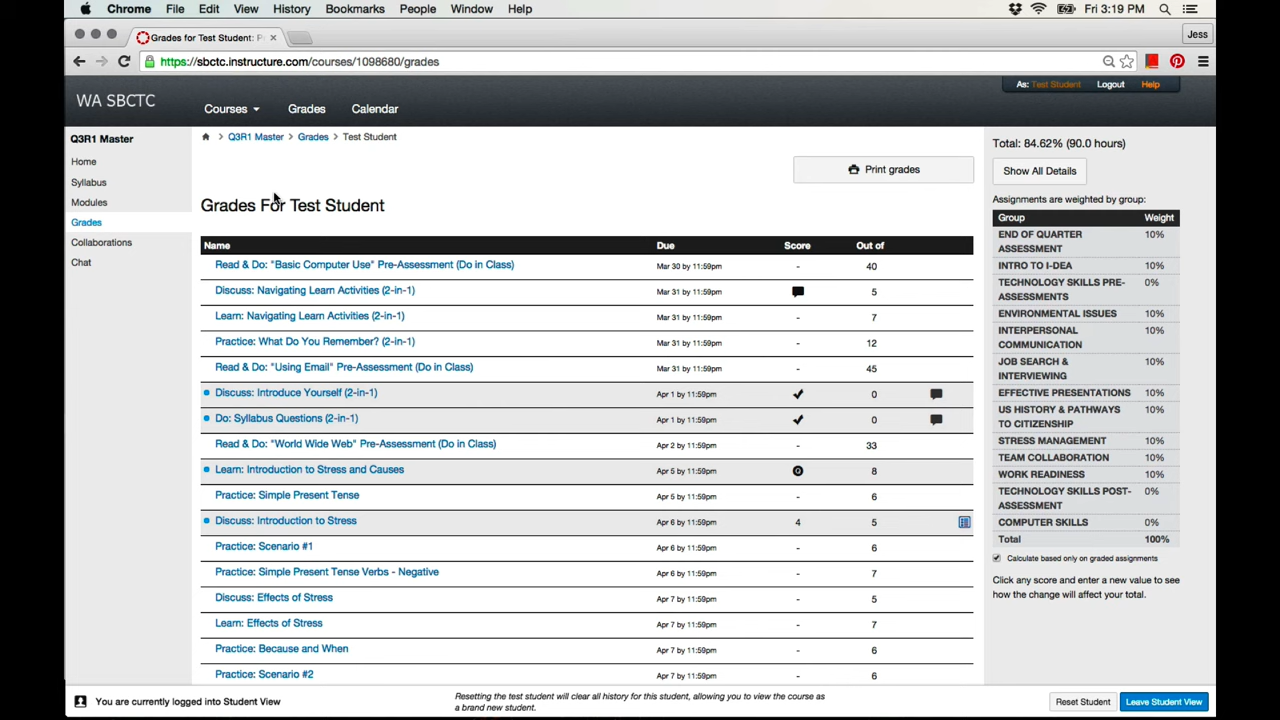 Chrome File Edit View History Bookmarks People Window Help Fri 3:19 PM
Grades for Test Student: P
Jess
https://sbctc.instructure.com/courses/1098680/grades
WA SBCTC Courses Grades Calendar
As: Test Student Logout Help
Q3R1 Master
Home
Syllabus
Modules
Grades
Collaborations
Chat
Q3R1 Master > Grades > Test Student
Print grades
Grades For Test Student
Name Due Score Out of
Read & Do: "Basic Computer Use" Pre-Assessment (Do in Class) Mar 30 by 11:59pm - 40
Discuss: Navigating Learn Activities (2-in-1) Mar 31 by 11:59pm 5
Learn: Navigating Learn Activities (2-in-1) Mar 31 by 11:59pm - 7
Practice: What Do You Remember? (2-in-1) Mar 31 by 11:59pm - 12
Read & Do: "Using Email" Pre-Assessment (Do in Class) Mar 31 by 11:59pm - 45
Discuss: Introduce Yourself (2-in-1) Apr 1 by 11:59pm 0
Do: Syllabus Questions (2-in-1) Apr 1 by 11:59pm 0
Read & Do: "World Wide Web" Pre-Assessment (Do in Class) Apr 2 by 11:59pm - 33
Learn: Introduction to Stress and Causes Apr 5 by 11:59pm 8
Practice: Simple Present Tense Apr 5 by 11:59pm - 6
Discuss: Introduction to Stress Apr 6 by 11:59pm 4 5
Practice: Scenario #1 Apr 6 by 11:59pm - 6
Practice: Simple Present Tense Verbs - Negative Apr 6 by 11:59pm - 7
Discuss: Effects of Stress Apr 7 by 11:59pm - 5
Learn: Effects of Stress Apr 7 by 11:59pm - 7
Practice: Because and When Apr 7 by 11:59pm - 6
Practice: Scenario #2 Apr 7 by 11:59pm - 6
Total: 84.62% (90.0 hours)
Show All Details
Assignments are weighted by group:
Group Weight
END OF QUARTER 10%
ASSESSMENT
INTRO TO I-DEA 10%
TECHNOLOGY SKILLS PRE- 0%
ASSESSMENTS
ENVIRONMENTAL ISSUES 10%
INTERPERSONAL 10%
COMMUNICATION
JOB SEARCH & 10%
INTERVIEWING
EFFECTIVE PRESENTATIONS 10%
US HISTORY & PATHWAYS 10%
TO CITIZENSHIP
STRESS MANAGEMENT 10%
TEAM COLLABORATION 10%
WORK READINESS 10%
TECHNOLOGY SKILLS POST- 0%
ASSESSMENT
COMPUTER SKILLS 0%
Total 100%
Calculate based only on graded assignments
Click any score and enter a new value to see
how the change will affect your total.
You are currently logged into Student View
Resetting the test student will clear all history for this student, allowing you to view the course as
a brand new student.
Reset Student Leave Student View